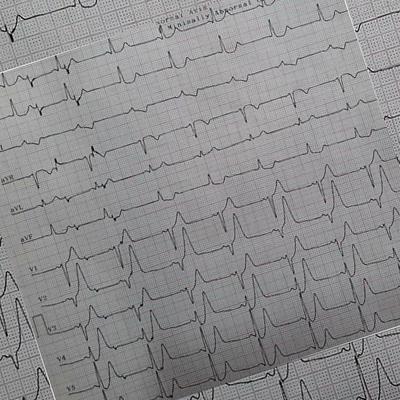 Normal Axis
Minimally Abnormal
aVR
aVL
aVF
V1
V2
V3
V4
V5